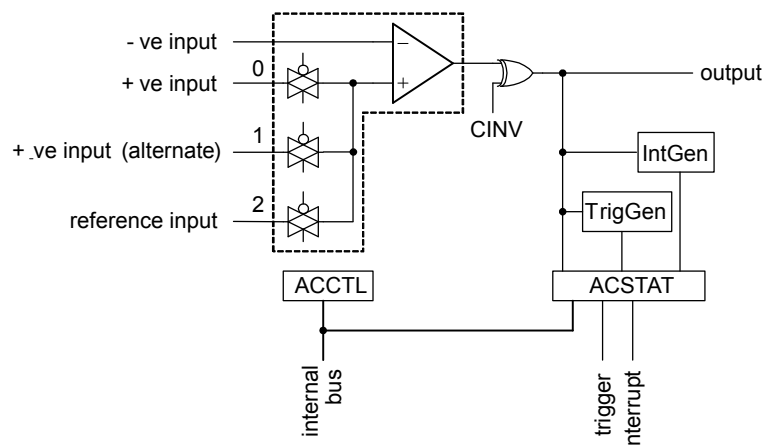 - ve input
+ ve input
0
+ ve input (alternate)
1
reference input
2
−
+
CINV
output
IntGen
TrigGen
ACCTL
ACSTAT
internal
bus
trigger
nterrupt